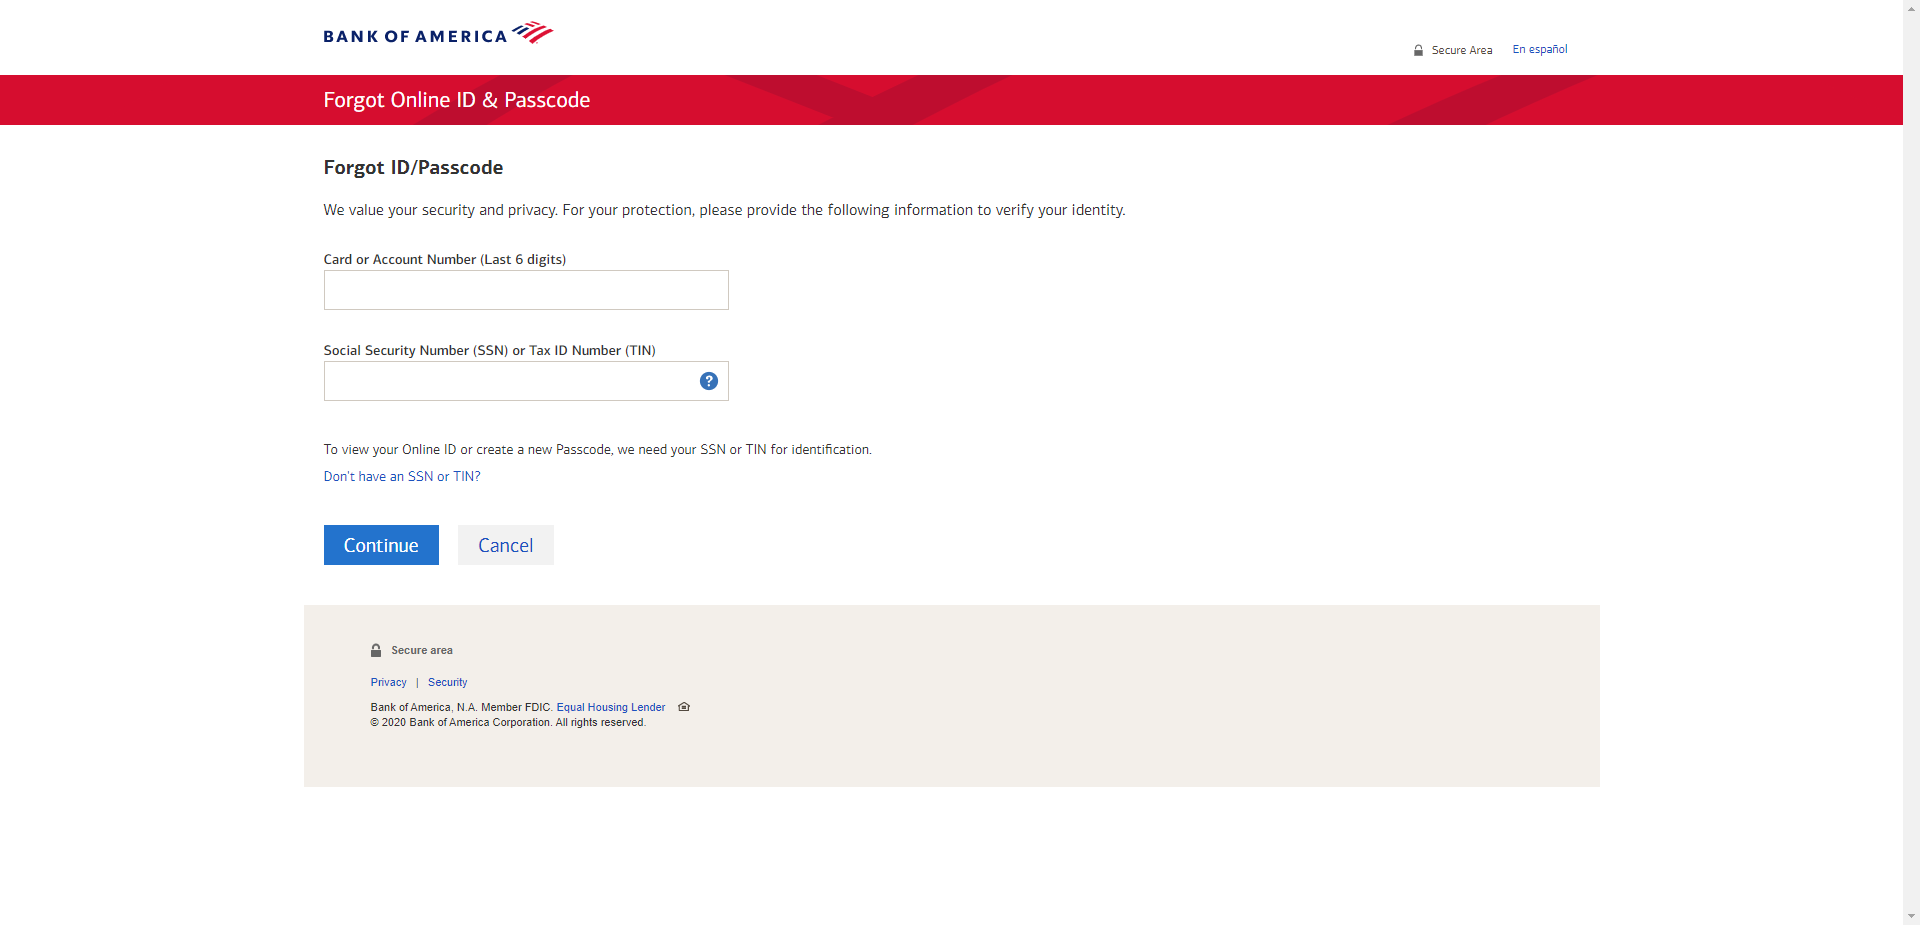 BANK OF AMERICA
Secure Area
En español
Forgot Online ID & Passcode
Forgot ID/Passcode
We value your security and privacy. For your protection, please provide the following information to verify your identity.
Card or Account Number (Last 6 digits)
Social Security Number (SSN) or Tax ID Number (TIN)
?
To view your Online ID or create a new Passcode, we need your SSN or TIN for identification.
Don't have an SSN or TIN?
Continue Cancel
Secure area
Privacy | Security
Bank of America, N.A. Member FDIC. Equal Housing Lender
© 2020 Bank of America Corporation. All rights reserved.